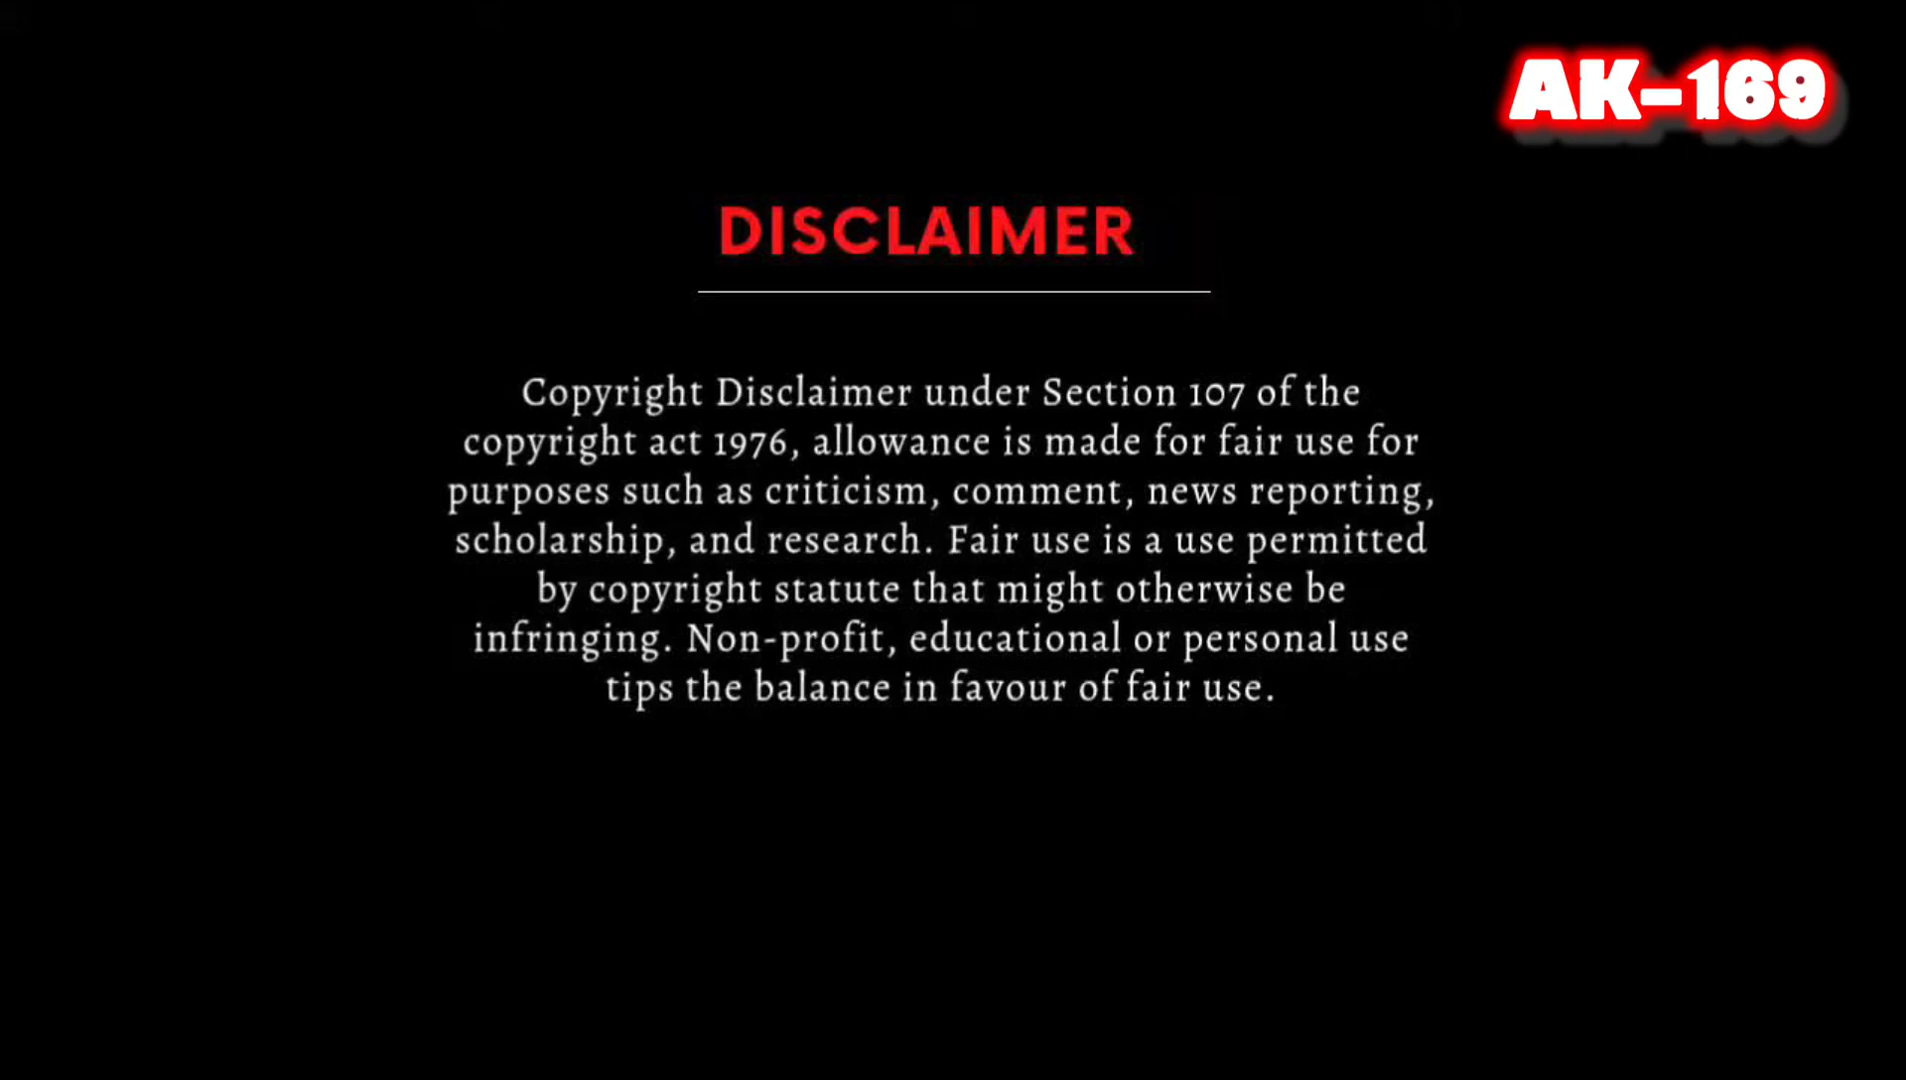 AK-169
DISCLAIMER
Copyright Disclaimer under Section 107 of the
copyright act 1976, allowance is made for fair use for
purposes such as criticism, comment, news reporting,
scholarship, and research. Fair use is a use permitted
by copyright statute that might otherwise be
infringing. Non-profit, educational or personal use
tips the balance in favour of fair use.